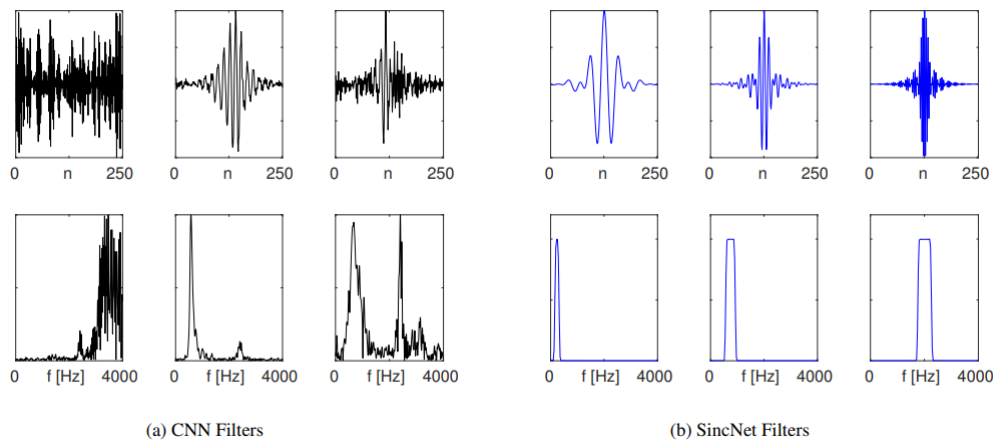 0 n 250 0 n 250 0 n 250 0 n 250 0 n 250 0 n 250
0 f [Hz] 4000 0 f [Hz] 4000 0 f [Hz] 4000 0 f [Hz] 4000 0 f [Hz] 4000 0 f [Hz] 4000
(a) CNN Filters (b) SincNet Filters